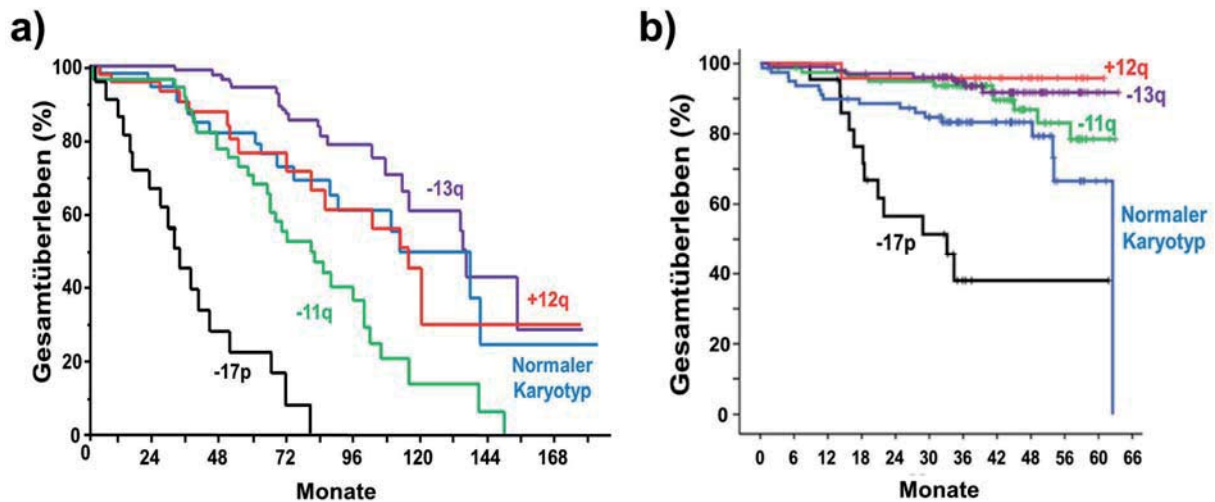 a)
Gesamtüberleben (%)
100
80
60
40
20
0
-13q
+12q
-11q
-17p
Normaler
Karyotyp
0 24 48 72 96 120 144 168
Monate
b)
Gesamtüberleben (%)
100
80
60
40
20
0
+12q
-13q
-11q
Normaler
Karyotyp
-17p
0 6 12 18 24 30 36 42 48 54 60 66
Monate